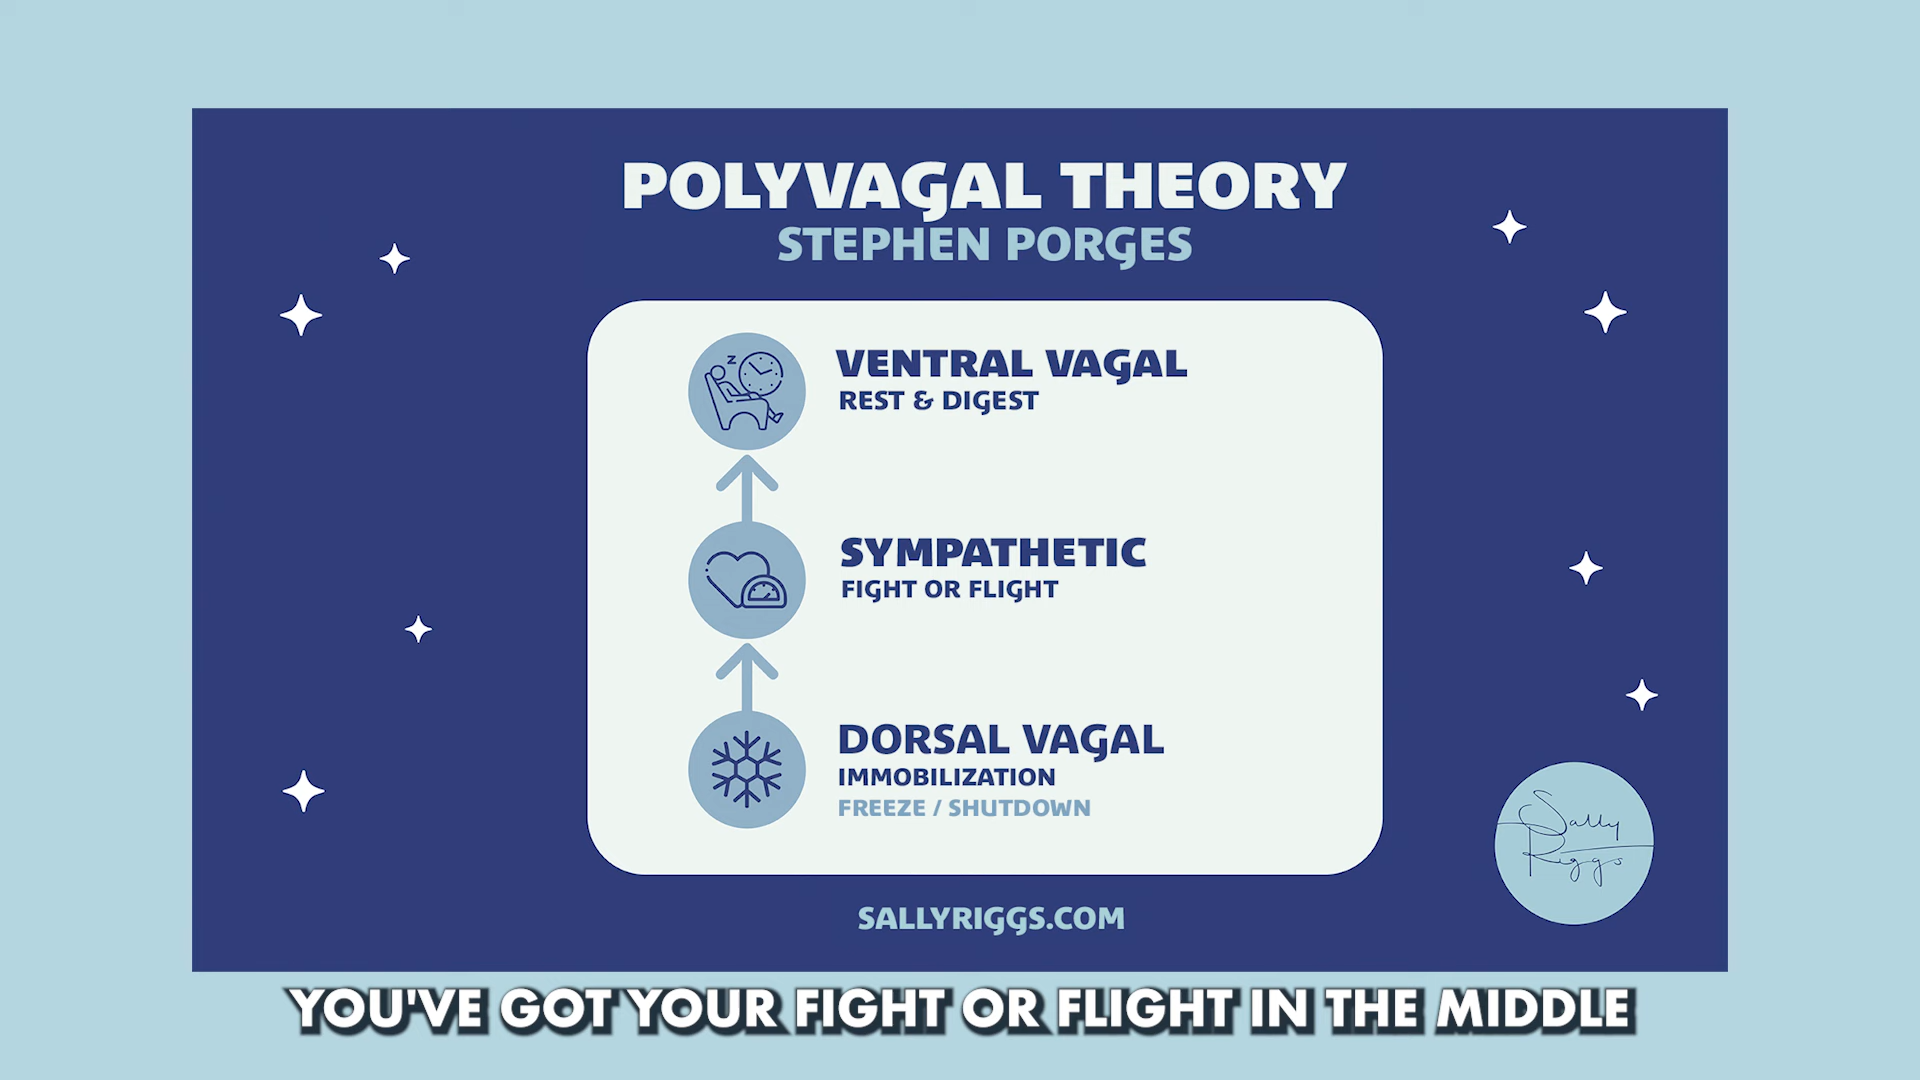 POLYVAGAL THEORY
STEPHEN PORGES
Z
VENTRAL VAGAL
REST & DIGEST
SYMPATHETIC
FIGHT OR FLIGHT
DORSAL VAGAL
IMMOBILIZATION
FREEZE / SHUTDOWN
Sally
Riggs
SALLYRIGGS.COM
YOU'VE GOT YOUR FIGHT OR FLIGHT IN THE MIDDLE